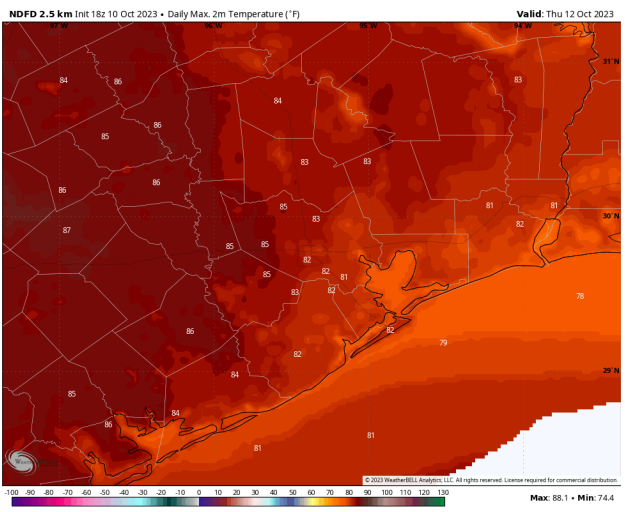 NDFD 2.5 km Init 18z 10 Oct 2023 • Daily Max. 2m Temperature (°F) Valid: Thu 12 Oct 2023
97 96°W 95°W 94°W
31°N
84 86 83
84
86
85
83 83
86 86
85 81 81
83 82
87 30°N
85 85
82
85 82 81
83 82 78
86 82
79
82
84 29°N
85
84
86
81
81
© 2023 WeatherBELL Analytics, LLC. All rights reserved. License required for commercial distribution.
-100 -90 -80 -70 -60 -50 -40 -30 -20 -10 0 10 20 30 40 50 60 70 80 90 100 110 120 130
Max: 88.1 • Min: 74.4